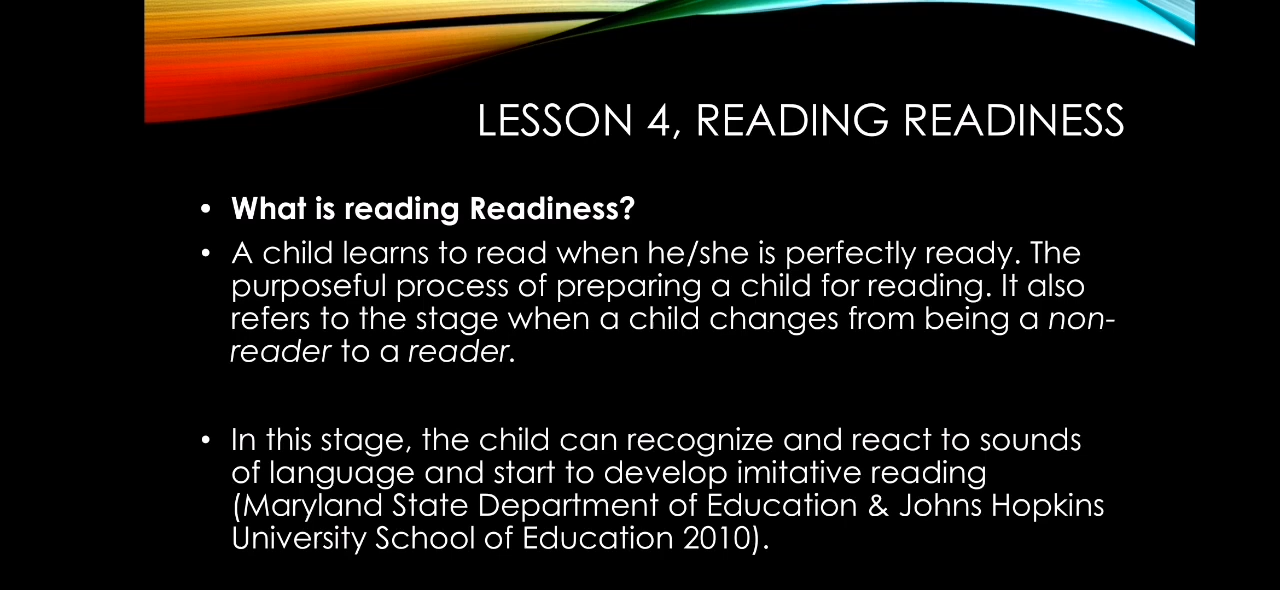 LESSON 4, READING READINESS
• What is reading Readiness?
• A child learns to read when he/she is perfectly ready. The
purposeful process of preparing a child for reading. It also
refers to the stage when a child changes from being a non-
reader to a reader.
• In this stage, the child can recognize and react to sounds
of language and start to develop imitative reading
(Maryland State Department of Education & Johns Hopkins
University School of Education 2010).